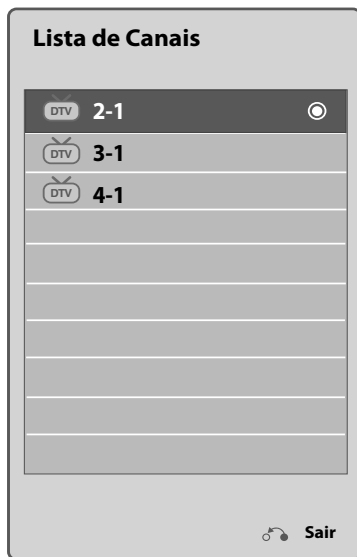 Lista de Canais
DTV 2-1
DTV 3-1
DTV 4-1
Sair